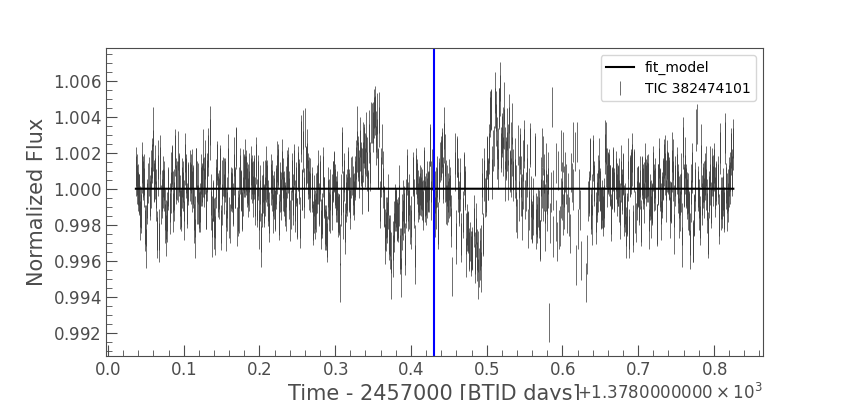 fit_model
TIC 382474101
Normalized Flux
1.006
1.004
1.002
1.000
0.998
0.996
0.994
0.992
0.0 0.1 0.2 0.3 0.4 0.5 0.6 0.7 0.8
Time - 2457000 [BTJD days]
+1.3780000000 × 10³